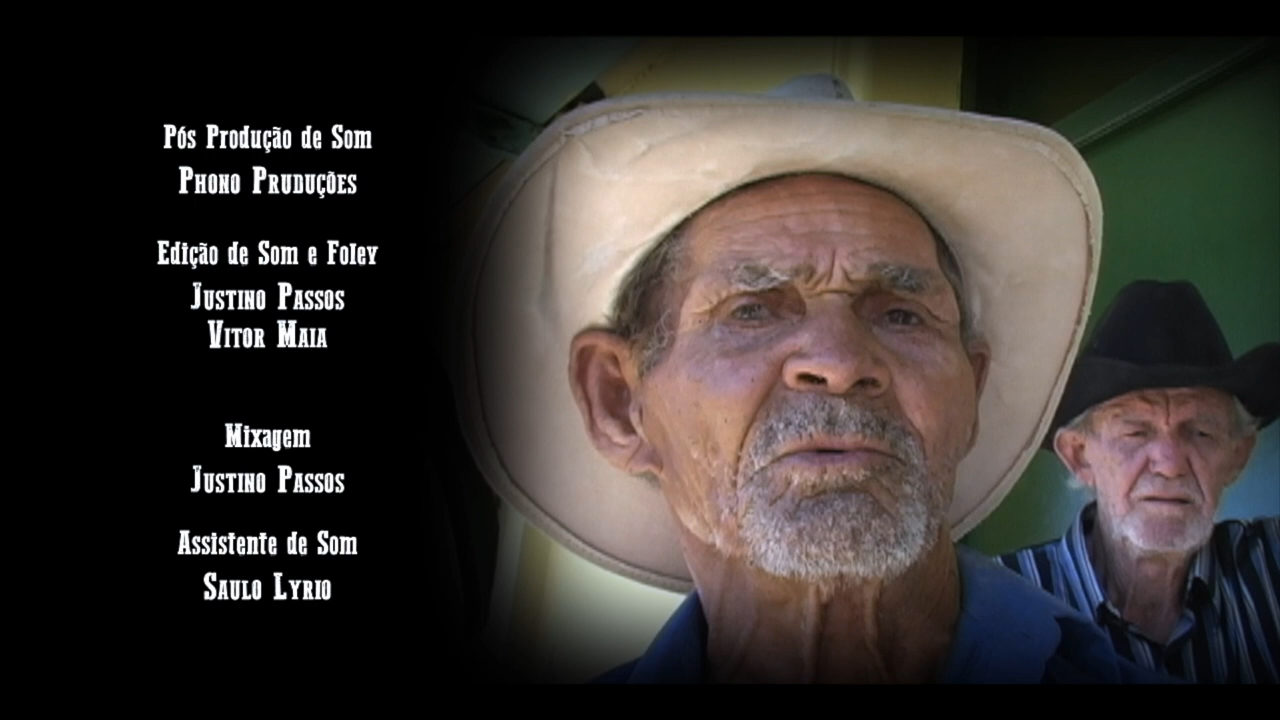 Pós Produção de Som
Phono Pruduções
Edição de Som e Foley
Justino Passos
Vitor Maia
Mixagem
Justino Passos
Assistente de Som
Saulo Lyrio